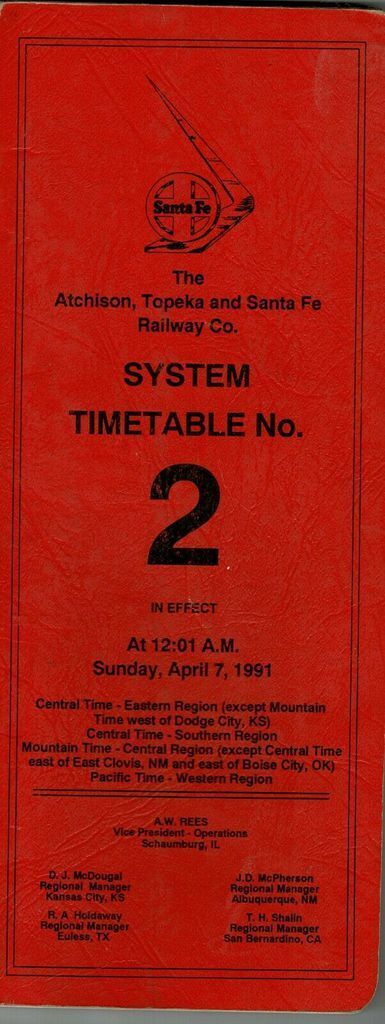 Santa Fe
The
Atchison, Topeka and Santa Fe
Railway Co.
SYSTEM
TIMETABLE No.
2
IN EFFECT
At 12:01 A.M.
Sunday, April 7, 1991
Central Time - Eastern Region (except Mountain
Time west of Dodge City, KS)
Central Time - Southern Region
Mountain Time - Central Region (except Central Time
east of East Clovis, NM and east of Boise City, OK)
Pacific Time - Western Region
A.W. REES
Vice President - Operations
Schaumburg, IL
D. J. McDougal
Regional Manager
Kansas City, KS
J.D. McPherson
Regional Manager
Albuquerque, NM
R. A. Holdaway
Regional Manager
Euless, TX
T. H. Shalin
Regional Manager
San Bernardino, CA